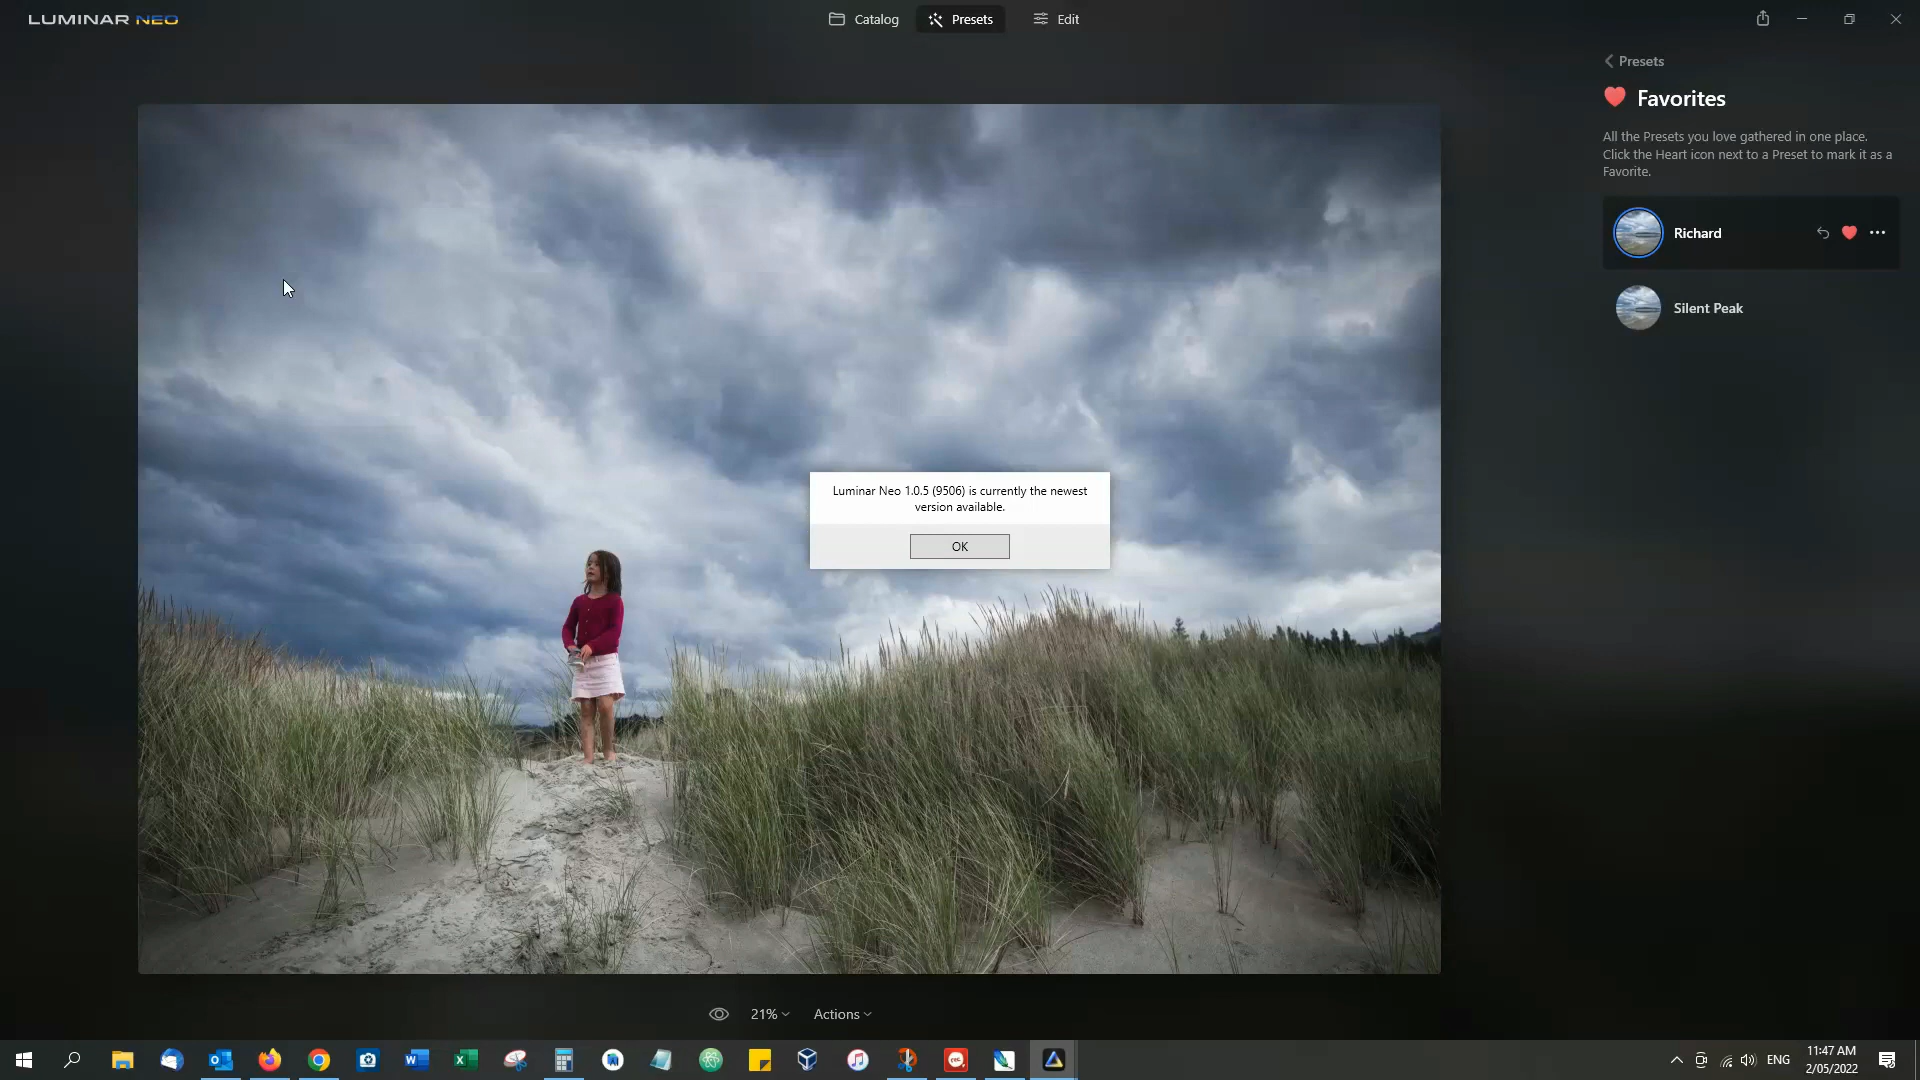 LUMINAR NEO
Catalog
Presets
Edit
Presets
Favorites
All the Presets you love gathered in one place.
Click the Heart icon next to a Preset to mark it as a
Favorite.
Richard
Silent Peak
Luminar Neo 1.0.5 (9506) is currently the newest
version available.
OK
21%
Actions
ENG
11:47 AM
2/05/2022